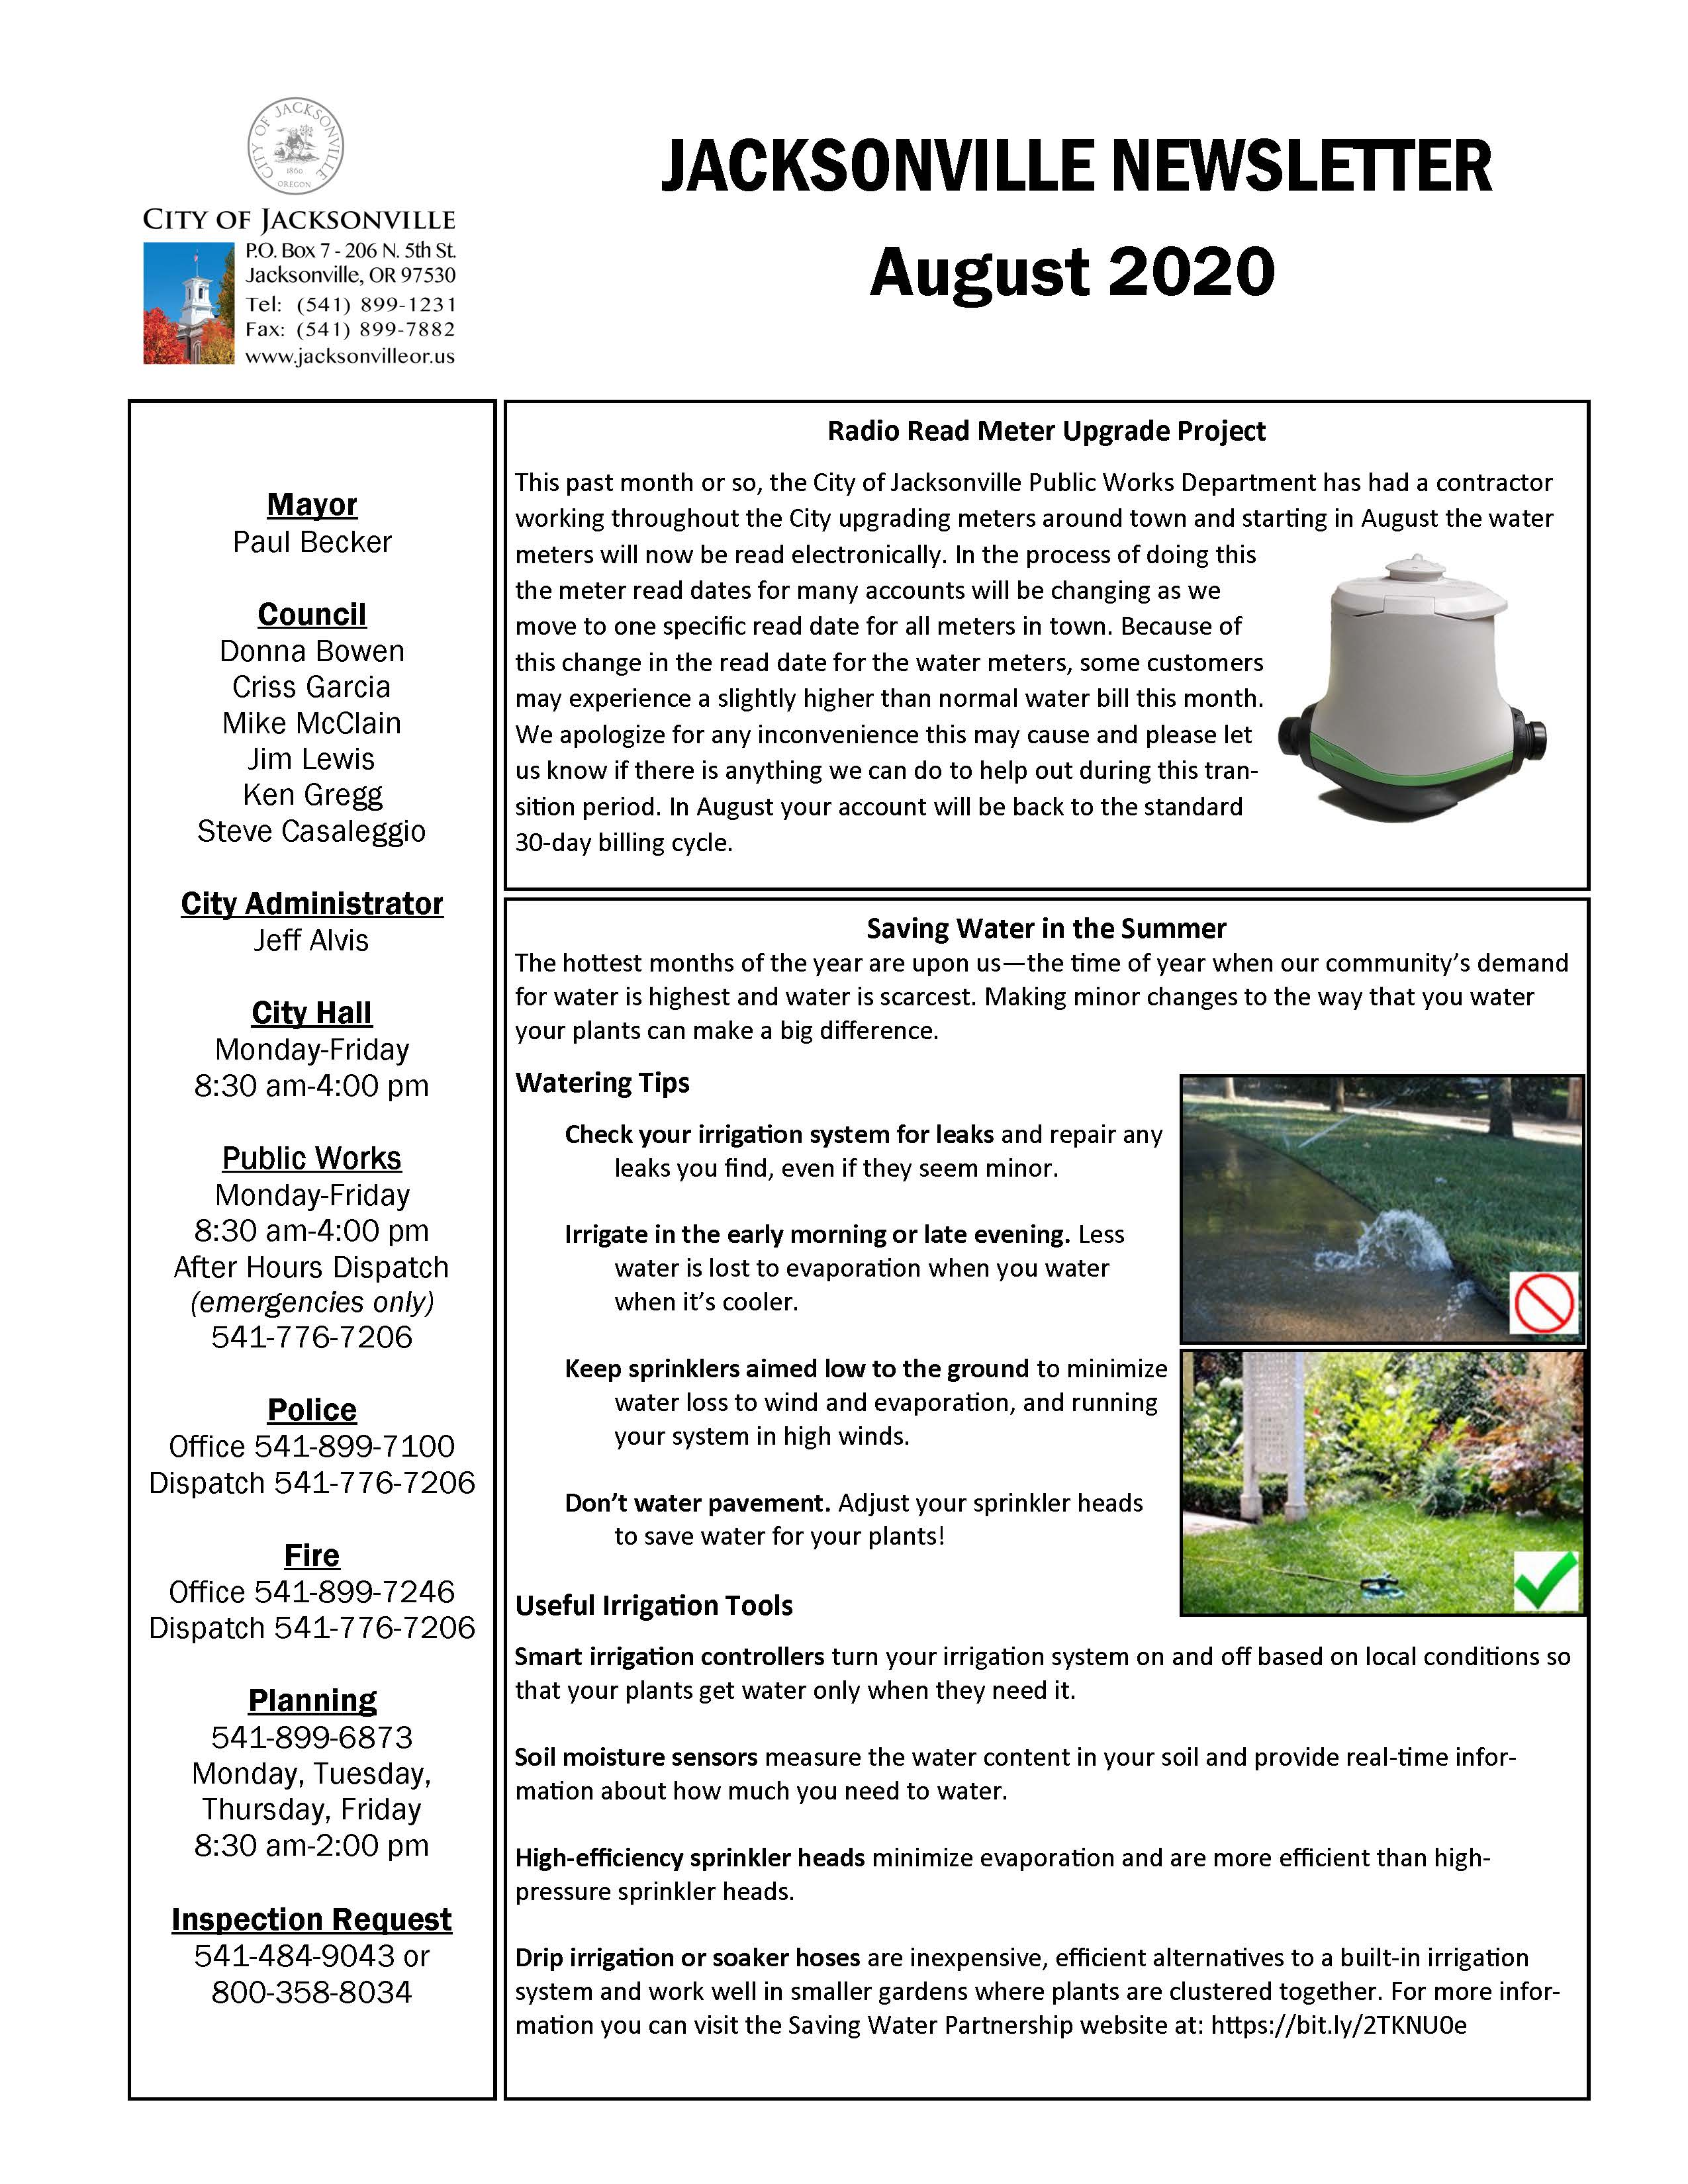 CITY OF JACKSONVILLE
1860
OREGON
CITY OF JACKSONVILLE
P.O. Box 7 - 206 N. 5th St.
Jacksonville, OR 97530
Tel: (541) 899-1231
Fax: (541) 899-7882
www.jacksonvilleor.us
JACKSONVILLE NEWSLETTER
August 2020
Mayor
Paul Becker
Council
Donna Bowen
Criss Garcia
Mike McClain
Jim Lewis
Ken Gregg
Steve Casaleggio
City Administrator
Jeff Alvis
City Hall
Monday-Friday
8:30 am-4:00 pm
Public Works
Monday-Friday
8:30 am-4:00 pm
After Hours Dispatch
(emergencies only)
541-776-7206
Police
Office 541-899-7100
Dispatch 541-776-7206
Fire
Office 541-899-7246
Dispatch 541-776-7206
Planning
541-899-6873
Monday, Tuesday,
Thursday, Friday
8:30 am-2:00 pm
Inspection Request
541-484-9043 or
800-358-8034
Radio Read Meter Upgrade Project
This past month or so, the City of Jacksonville Public Works Department has had a contractor
working throughout the City upgrading meters around town and starting in August the water
meters will now be read electronically. In the process of doing this
the meter read dates for many accounts will be changing as we
move to one specific read date for all meters in town. Because of
this change in the read date for the water meters, some customers
may experience a slightly higher than normal water bill this month.
We apologize for any inconvenience this may cause and please let
us know if there is anything we can do to help out during this tran-
sition period. In August your account will be back to the standard
30-day billing cycle.
Saving Water in the Summer
The hottest months of the year are upon us—the time of year when our community’s demand
for water is highest and water is scarcest. Making minor changes to the way that you water
your plants can make a big difference.
Watering Tips
Check your irrigation system for leaks and repair any
leaks you find, even if they seem minor.
Irrigate in the early morning or late evening. Less
water is lost to evaporation when you water
when it’s cooler.
Keep sprinklers aimed low to the ground to minimize
water loss to wind and evaporation, and running
your system in high winds.
Don’t water pavement. Adjust your sprinkler heads
to save water for your plants!
Useful Irrigation Tools
Smart irrigation controllers turn your irrigation system on and off based on local conditions so
that your plants get water only when they need it.
Soil moisture sensors measure the water content in your soil and provide real-time infor-
mation about how much you need to water.
High-efficiency sprinkler heads minimize evaporation and are more efficient than high-
pressure sprinkler heads.
Drip irrigation or soaker hoses are inexpensive, efficient alternatives to a built-in irrigation
system and work well in smaller gardens where plants are clustered together. For more infor-
mation you can visit the Saving Water Partnership website at: https://bit.ly/2TKNU0e